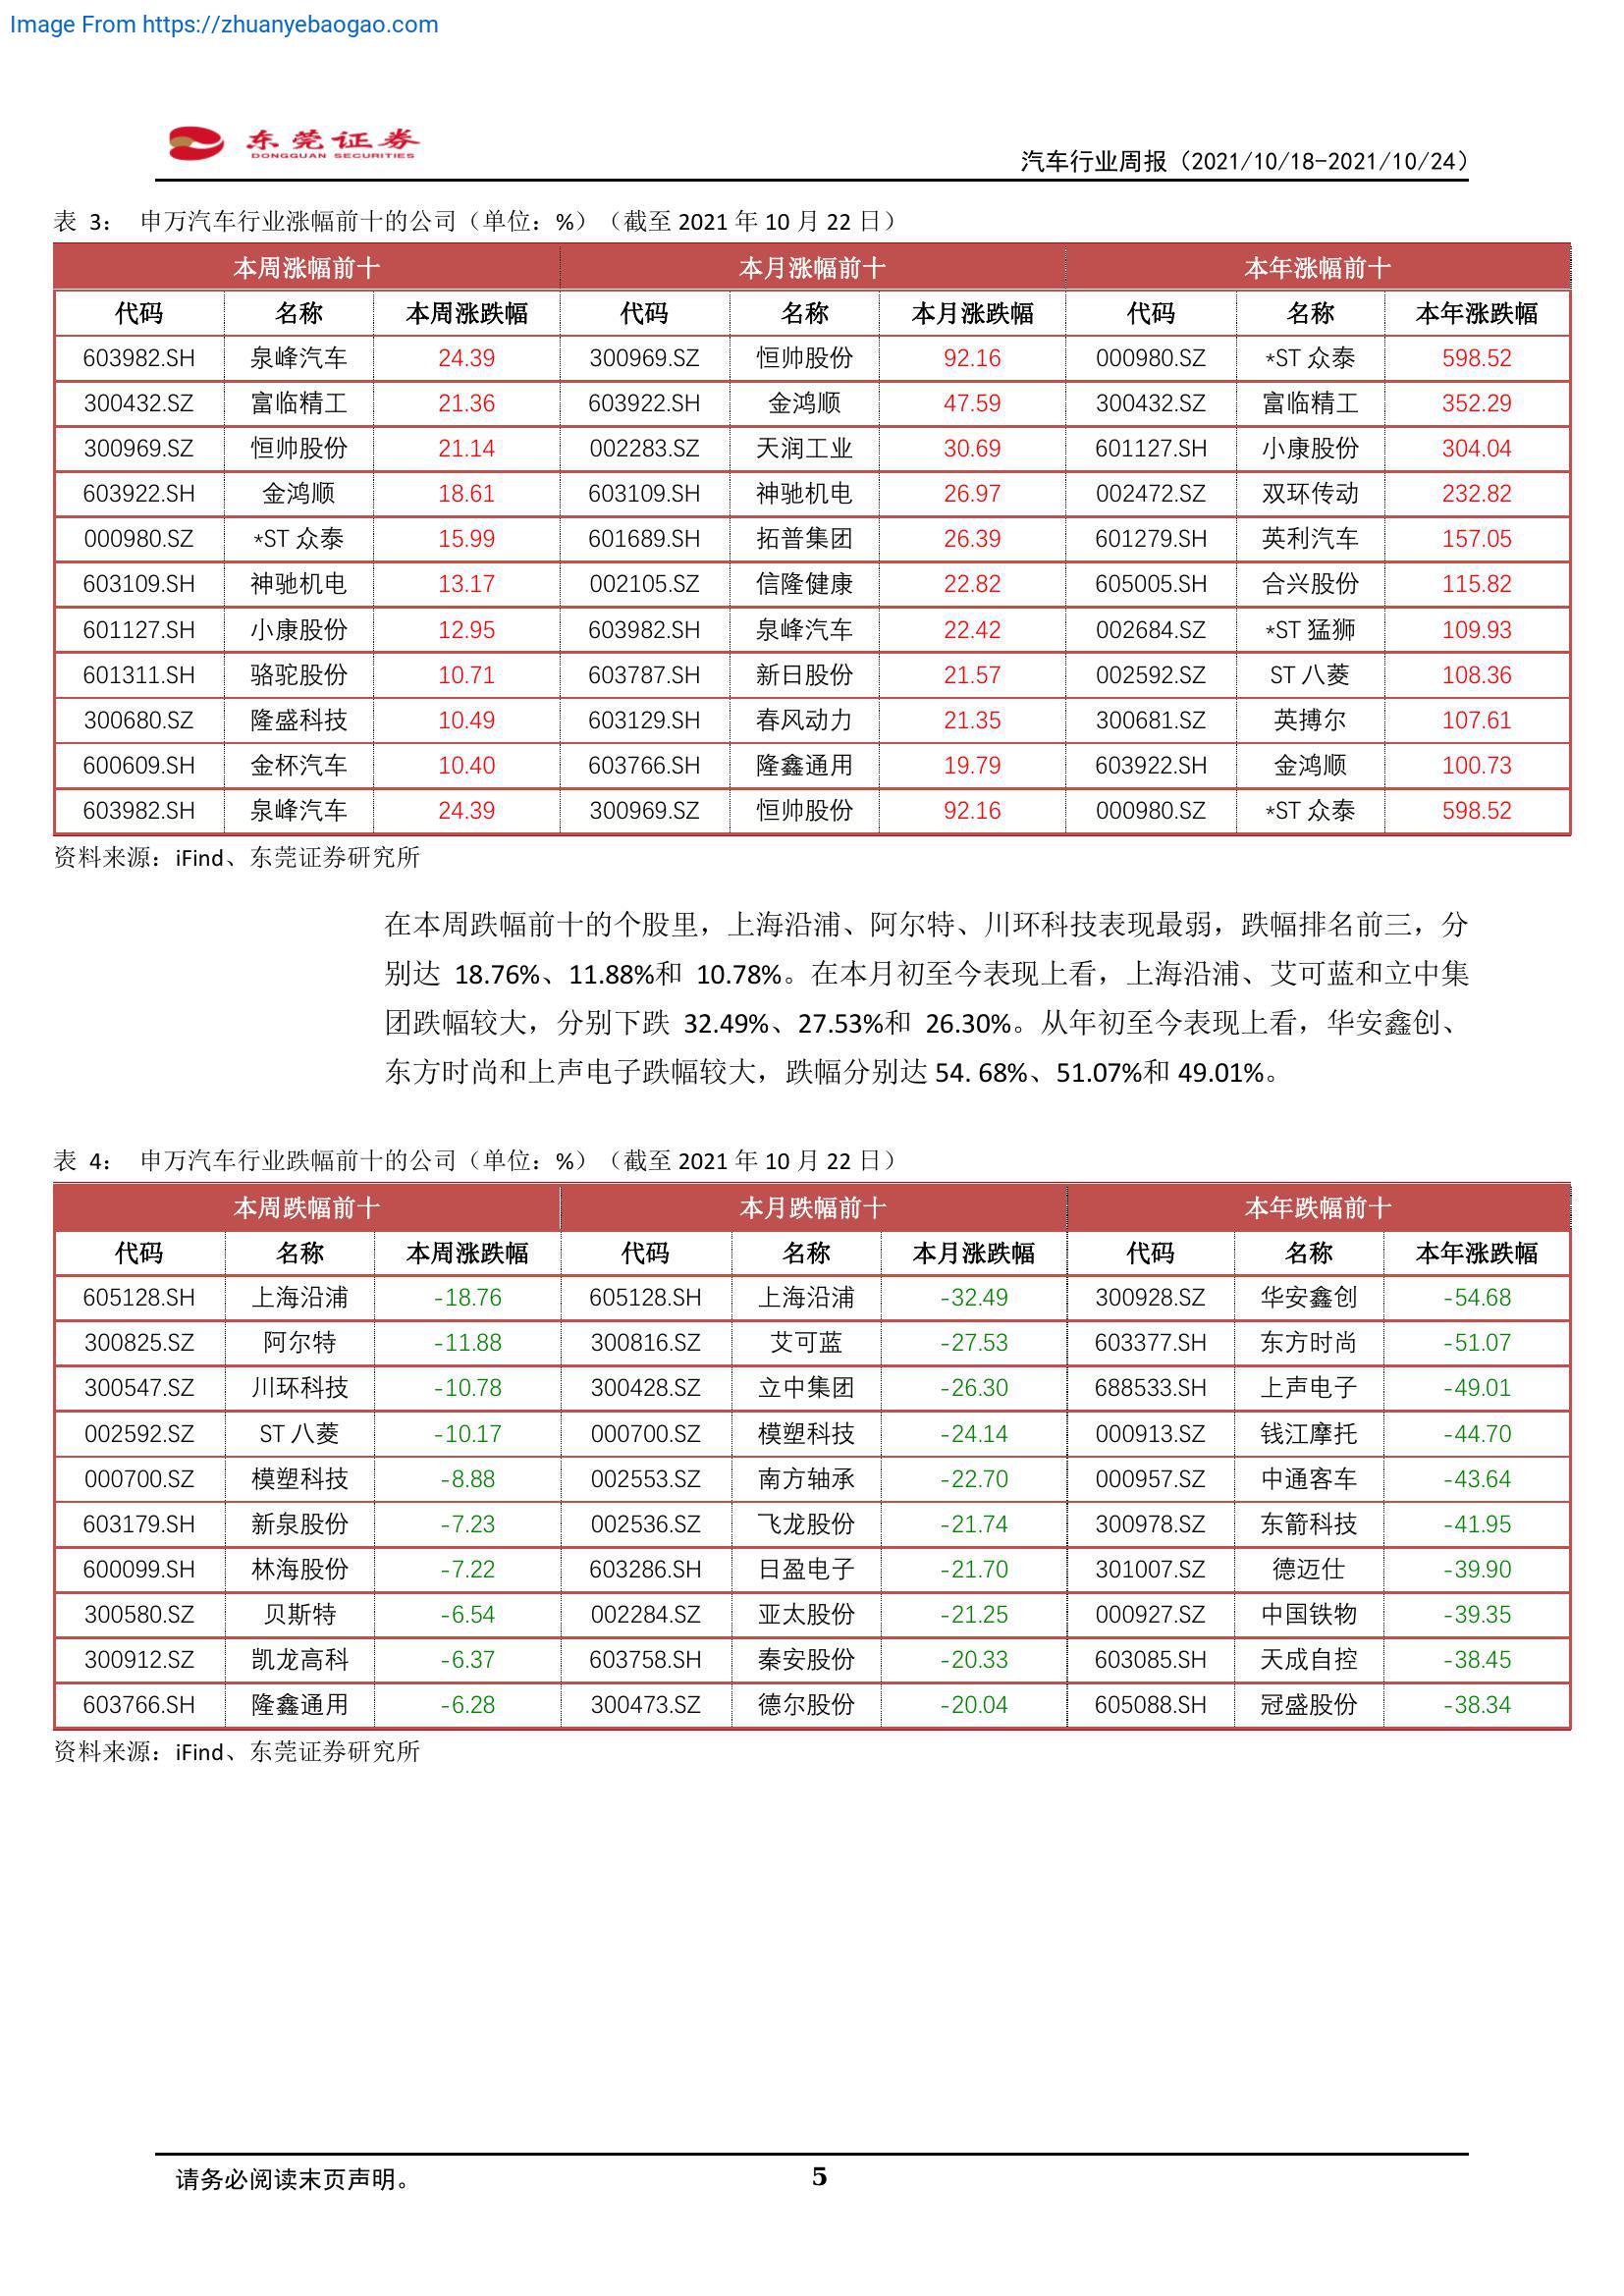 Image From https://zhuanyebaogao.com
东莞证券
DONGGUAN SECURITIES
汽车行业周报（2021/10/18-2021/10/24）
表 3： 申万汽车行业涨幅前十的公司（单位：%）（截至 2021 年 10 月 22 日）
本周涨幅前十 本月涨幅前十 本年涨幅前十
代码 名称 本周涨跌幅 代码 名称 本月涨跌幅 代码 名称 本年涨跌幅
603982.SH 泉峰汽车 24.39 300969.SZ 恒帅股份 92.16 000980.SZ *ST 众泰 598.52
300432.SZ 富临精工 21.36 603922.SH 金鸿顺 47.59 300432.SZ 富临精工 352.29
300969.SZ 恒帅股份 21.14 002283.SZ 天润工业 30.69 601127.SH 小康股份 304.04
603922.SH 金鸿顺 18.61 603109.SH 神驰机电 26.97 002472.SZ 双环传动 232.82
000980.SZ *ST 众泰 15.99 601689.SH 拓普集团 26.39 601279.SH 英利汽车 157.05
603109.SH 神驰机电 13.17 002105.SZ 信隆健康 22.82 605005.SH 合兴股份 115.82
601127.SH 小康股份 12.95 603982.SH 泉峰汽车 22.42 002684.SZ *ST 猛狮 109.93
601311.SH 骆驼股份 10.71 603787.SH 新日股份 21.57 002592.SZ ST 八菱 108.36
300680.SZ 隆盛科技 10.49 603129.SH 春风动力 21.35 300681.SZ 英搏尔 107.61
600609.SH 金杯汽车 10.40 603766.SH 隆鑫通用 19.79 603922.SH 金鸿顺 100.73
603982.SH 泉峰汽车 24.39 300969.SZ 恒帅股份 92.16 000980.SZ *ST 众泰 598.52
资料来源：iFind、东莞证券研究所
在本周跌幅前十的个股里，上海沿浦、阿尔特、川环科技表现最弱，跌幅排名前三，分
别达 18.76%、11.88%和 10.78%。在本月初至今表现上看，上海沿浦、艾可蓝和立中集
团跌幅较大，分别下跌 32.49%、27.53%和 26.30%。从年初至今表现上看，华安鑫创、
东方时尚和上声电子跌幅较大，跌幅分别达 54. 68%、51.07%和 49.01%。
表 4： 申万汽车行业跌幅前十的公司（单位：%）（截至 2021 年 10 月 22 日）
本周跌幅前十 本月跌幅前十 本年跌幅前十
代码 名称 本周涨跌幅 代码 名称 本月涨跌幅 代码 名称 本年涨跌幅
605128.SH 上海沿浦 -18.76 605128.SH 上海沿浦 -32.49 300928.SZ 华安鑫创 -54.68
300825.SZ 阿尔特 -11.88 300816.SZ 艾可蓝 -27.53 603377.SH 东方时尚 -51.07
300547.SZ 川环科技 -10.78 300428.SZ 立中集团 -26.30 688533.SH 上声电子 -49.01
002592.SZ ST 八菱 -10.17 000700.SZ 模塑科技 -24.14 000913.SZ 钱江摩托 -44.70
000700.SZ 模塑科技 -8.88 002553.SZ 南方轴承 -22.70 000957.SZ 中通客车 -43.64
603179.SH 新泉股份 -7.23 002536.SZ 飞龙股份 -21.74 300978.SZ 东箭科技 -41.95
600099.SH 林海股份 -7.22 603286.SH 日盈电子 -21.70 301007.SZ 德迈仕 -39.90
300580.SZ 贝斯特 -6.54 002284.SZ 亚太股份 -21.25 000927.SZ 中国铁物 -39.35
300912.SZ 凯龙高科 -6.37 603758.SH 秦安股份 -20.33 603085.SH 天成自控 -38.45
603766.SH 隆鑫通用 -6.28 300473.SZ 德尔股份 -20.04 605088.SH 冠盛股份 -38.34
资料来源：iFind、东莞证券研究所
请务必阅读末页声明。 5